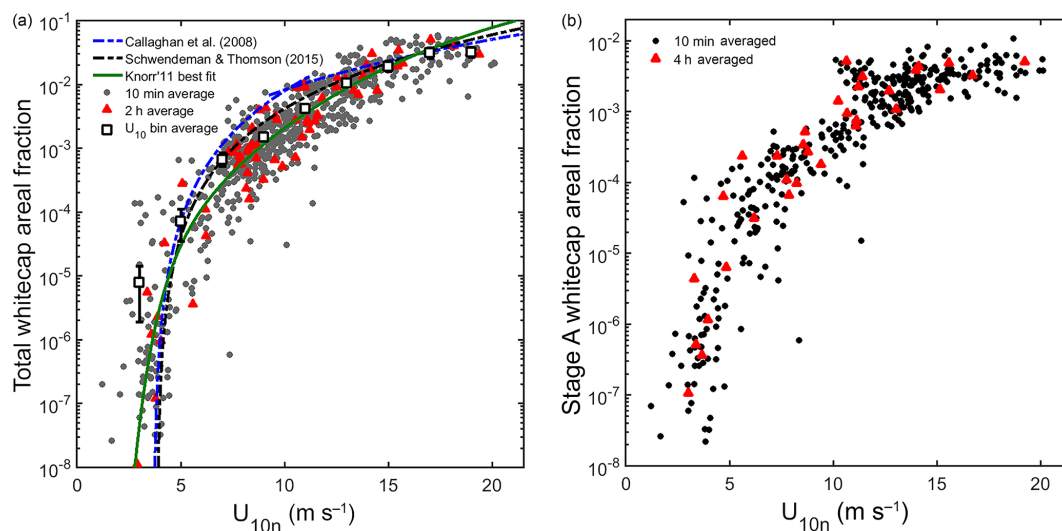 (a)
Total whitecap areal fraction
10⁻¹
10⁻²
10⁻³
10⁻⁴
10⁻⁵
10⁻⁶
10⁻⁷
10⁻⁸
Callaghan et al. (2008)
Schwendeman & Thomson (2015)
Knorr'11 best fit
10 min average
2 h average
U₁₀ bin average
0 5 10 15 20
U₁₀ₙ (m s⁻¹)
(b)
Stage A whitecap areal fraction
10⁻²
10⁻³
10⁻⁴
10⁻⁵
10⁻⁶
10⁻⁷
10⁻⁸
10 min averaged
4 h averaged
0 5 10 15 20
U₁₀ₙ (m s⁻¹)